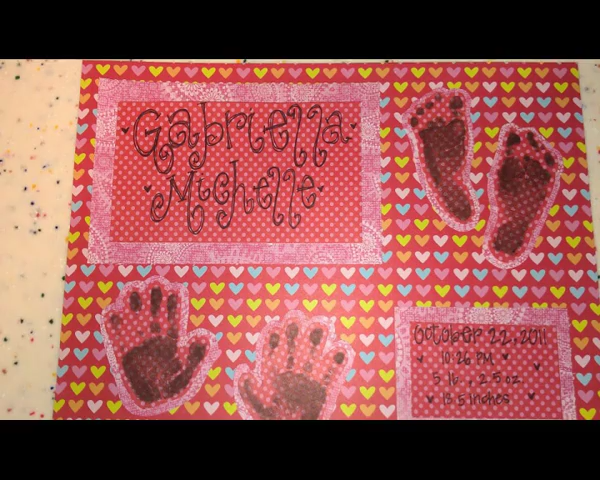 Gabriella
Michelle
October 22, 2011
10:26 PM
5 lb., 2.5 oz.
18.5 inches